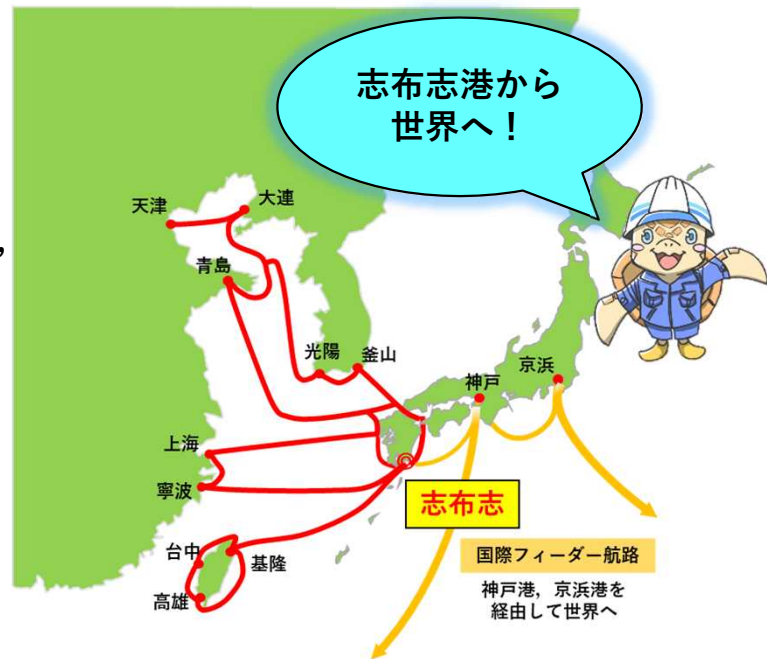 志布志港から
世界へ！
天津
大連
，
青島
光陽
釜山
神戸
京浜
上海
寧波
志布志
台中
基隆
高雄
国際フィーダー航路
神戸港，京浜港を
経由して世界へ